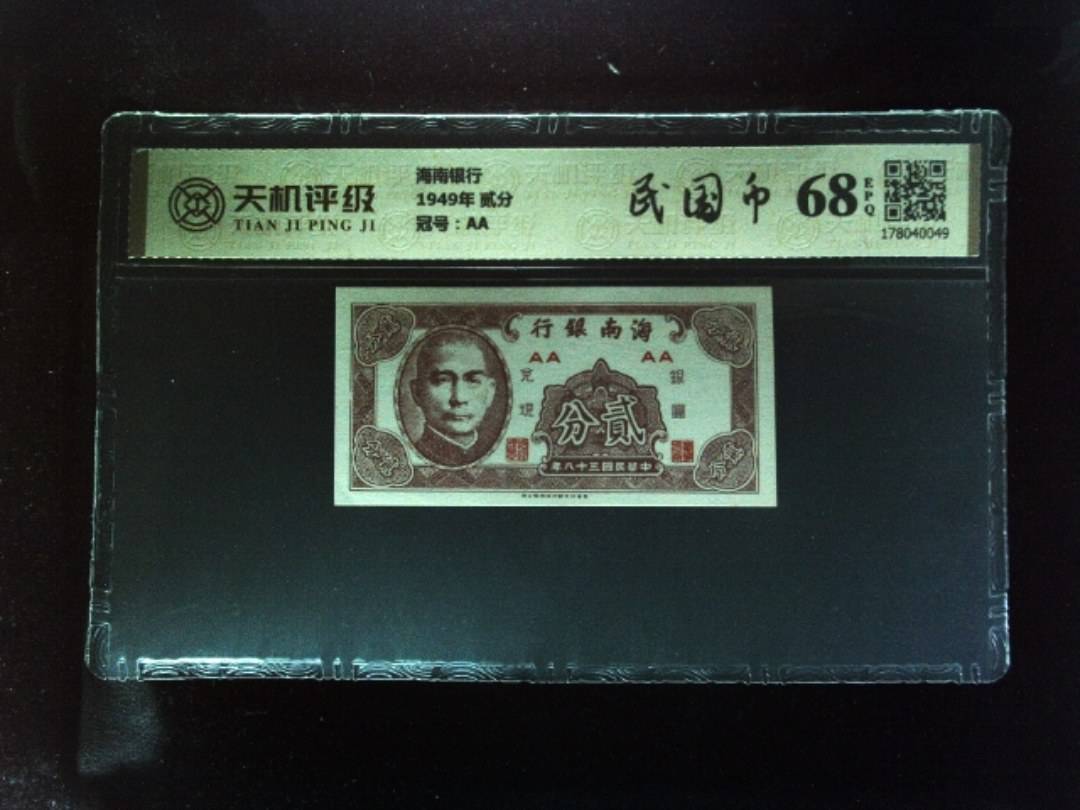 天机评级
TIAN JI PING JI
海南银行
1949年 贰分
冠号：AA
民国币
68
EPQ
178040049
行銀南海
AA AA
兌現
銀圓
分貳
年八十三國民華中